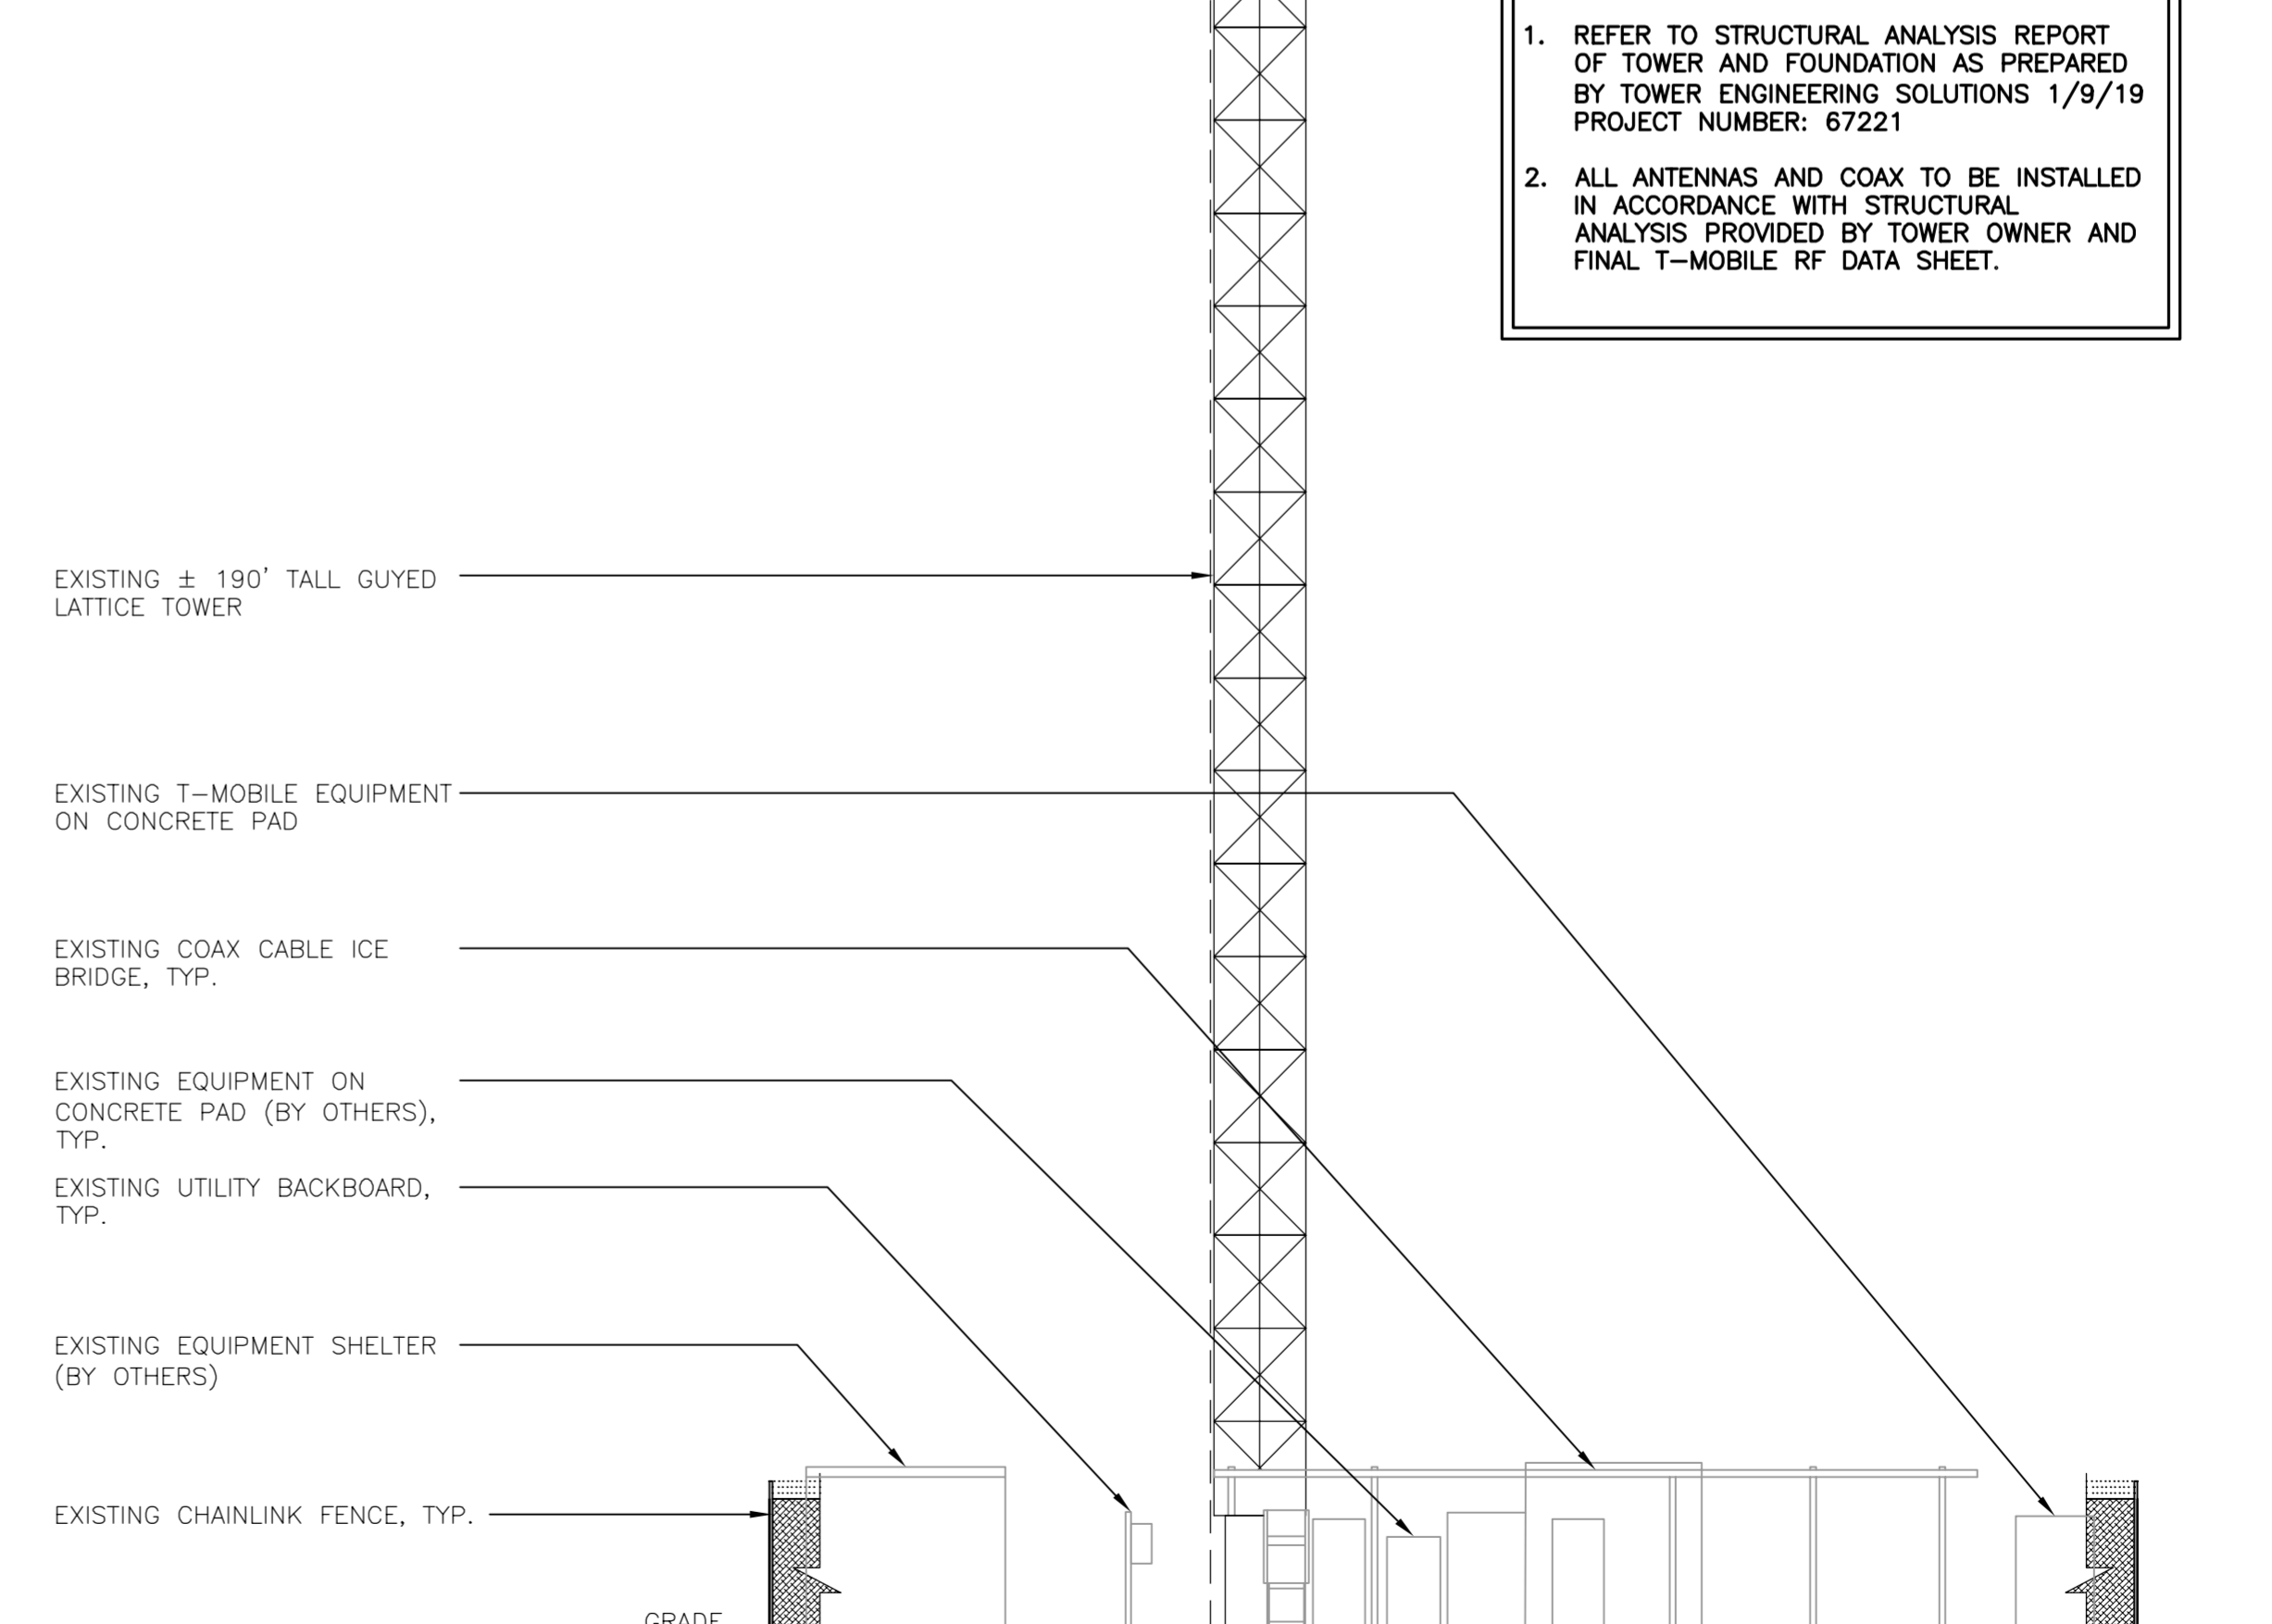 1. REFER TO STRUCTURAL ANALYSIS REPORT
OF TOWER AND FOUNDATION AS PREPARED
BY TOWER ENGINEERING SOLUTIONS 1/9/19
PROJECT NUMBER: 67221
2. ALL ANTENNAS AND COAX TO BE INSTALLED
IN ACCORDANCE WITH STRUCTURAL
ANALYSIS PROVIDED BY TOWER OWNER AND
FINAL T–MOBILE RF DATA SHEET.
EXISTING ± 190' TALL GUYED
LATTICE TOWER
EXISTING T–MOBILE EQUIPMENT
ON CONCRETE PAD
EXISTING COAX CABLE ICE
BRIDGE, TYP.
EXISTING EQUIPMENT ON
CONCRETE PAD (BY OTHERS),
TYP.
EXISTING UTILITY BACKBOARD,
TYP.
EXISTING EQUIPMENT SHELTER
(BY OTHERS)
EXISTING CHAINLINK FENCE, TYP.
GRADE